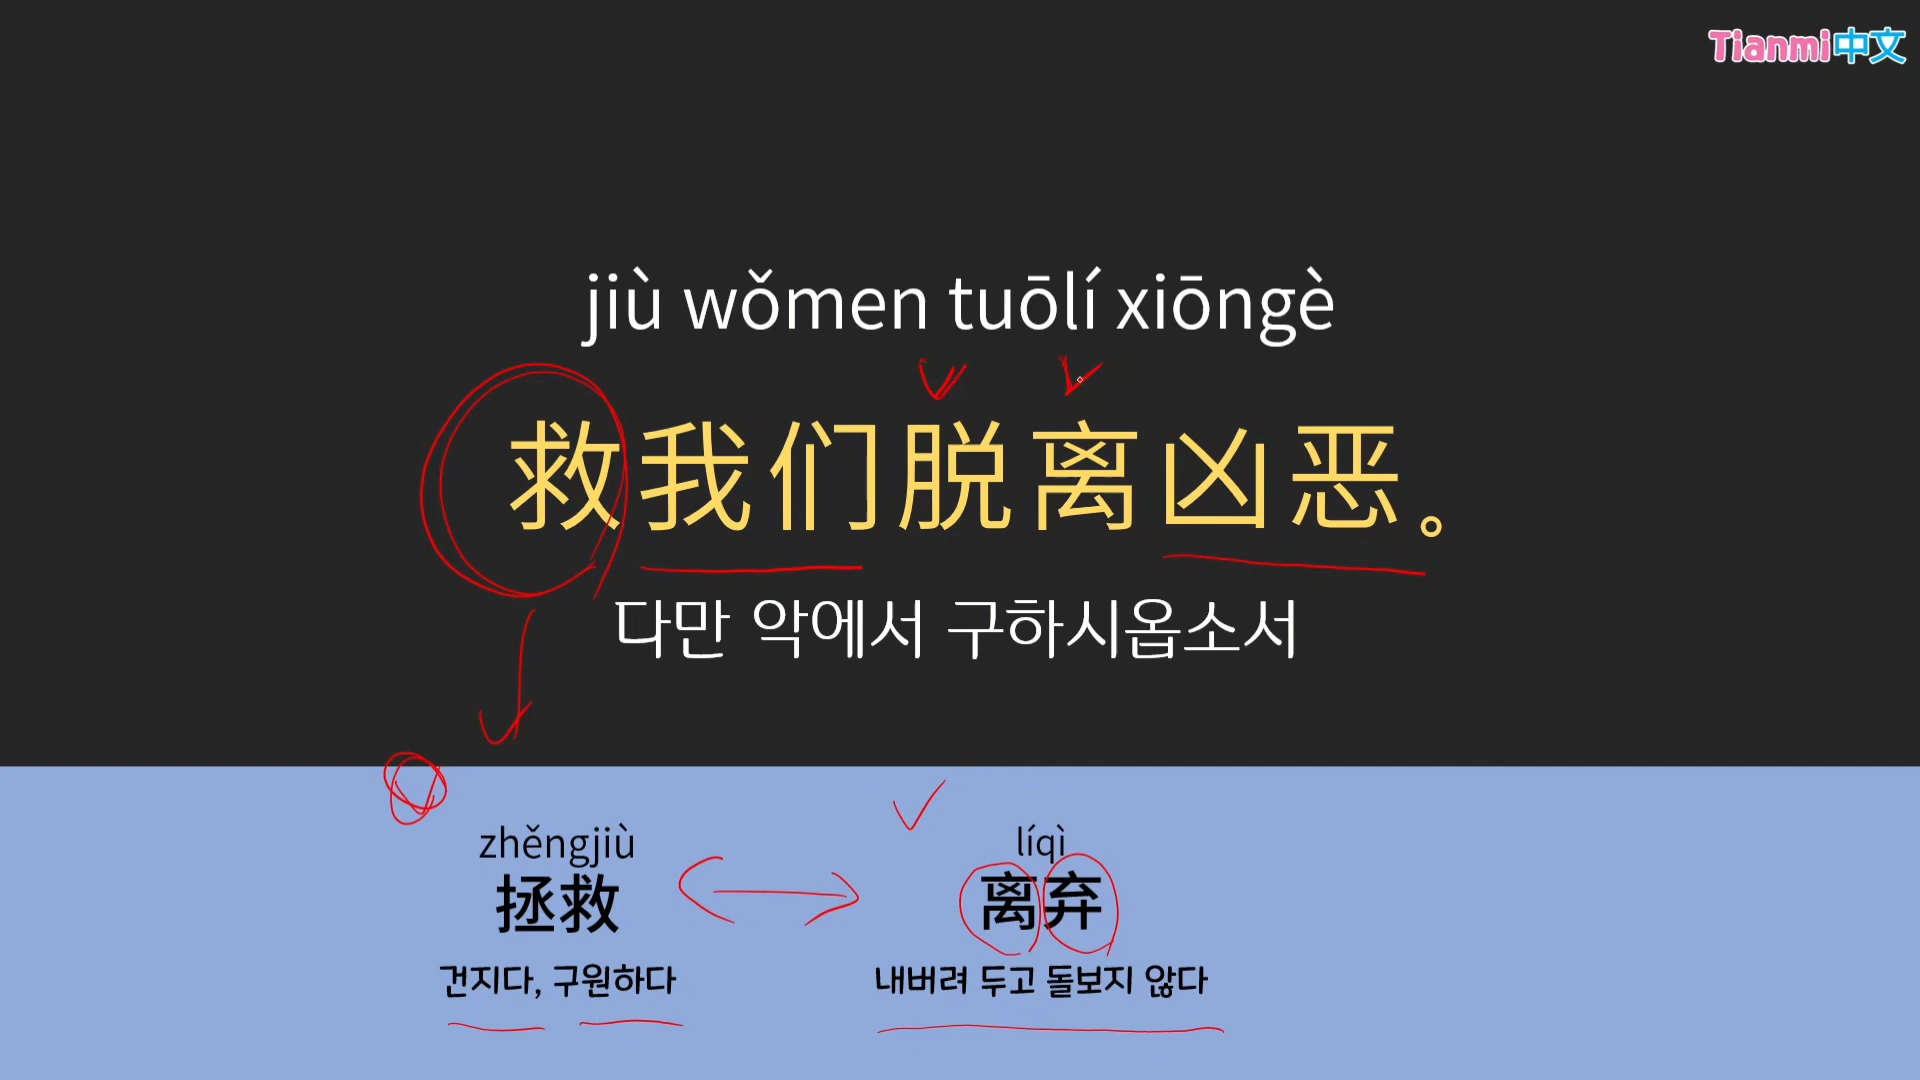 Tianmi中文
jiù wǒmen tuōlí xiōngè
救我们脱离凶恶。
다만 악에서 구하시옵소서
zhěngjiù
拯救
건지다, 구원하다
líqì
离弃
내버려 두고 돌보지 않다